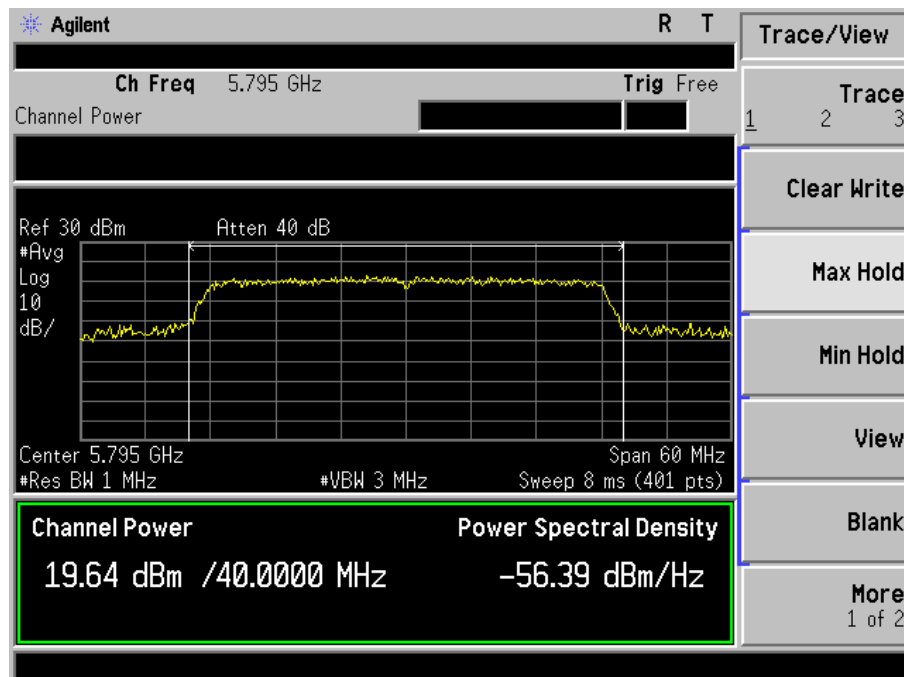 Agilent
R T
Trace/View
Ch Freq 5.795 GHz
Trig Free
Channel Power
Trace
1 2 3
Clear Write
Ref 30 dBm
Atten 40 dB
#Avg
Log
10
dB/
Max Hold
Min Hold
View
Center 5.795 GHz
Span 60 MHz
#Res BW 1 MHz
#VBW 3 MHz
Sweep 8 ms (401 pts)
Channel Power
Power Spectral Density
Blank
19.64 dBm /40.0000 MHz
-56.39 dBm/Hz
More
1 of 2